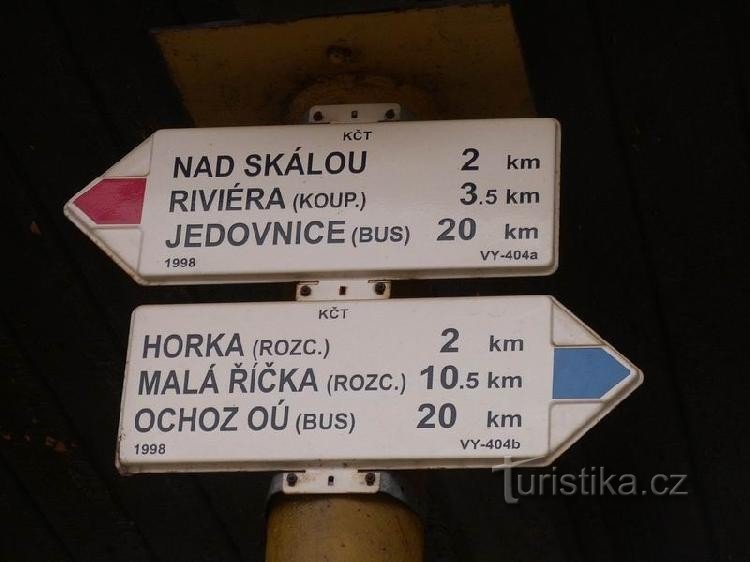 KČT
NAD SKÁLOU 2 km
RIVIÉRA (KOUP.) 3.5 km
JEDOVNICE (BUS) 20 km
1998 VY-404a
KČT
HORKA (ROZC.) 2 km
MALÁ ŘÍČKA (ROZC.) 10.5 km
OCHOZ OÚ (BUS) 20 km
1998 VY-404b
turistika.cz